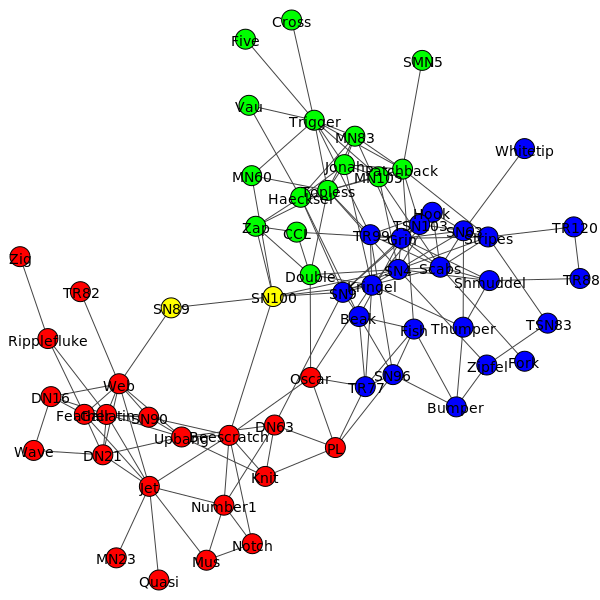 Cross
Five
SMN5
Vau
Trigger
MN83
Whitetip
Jonah
Patchback
MN60
MN105
Topless
Haecksel
Hook
Zap
CCL
TR99
TSN103
Grin
SN63
Stripes
TR120
Zig
Double
SN4
Scabs
TR82
SN89
SN100
SN9
Kringel
Shmuddel
TR88
Beak
Ripplefluke
Fish
Thumper
TSN83
Zipfel
Fork
Web
Oscar
TR77
SN96
DN16
Feather
Gallatin
SN90
Bumper
Upbang
Beescratch
DN63
Wave
DN21
PL
Jet
Knit
Number1
MN23
Mus
Notch
Quasi